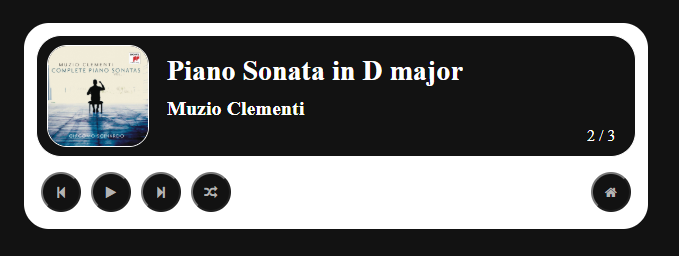 MUZIO CLEMENTI
COMPLETE PIANO SONATAS
Piano Sonata in D major
Muzio Clementi
2 / 3